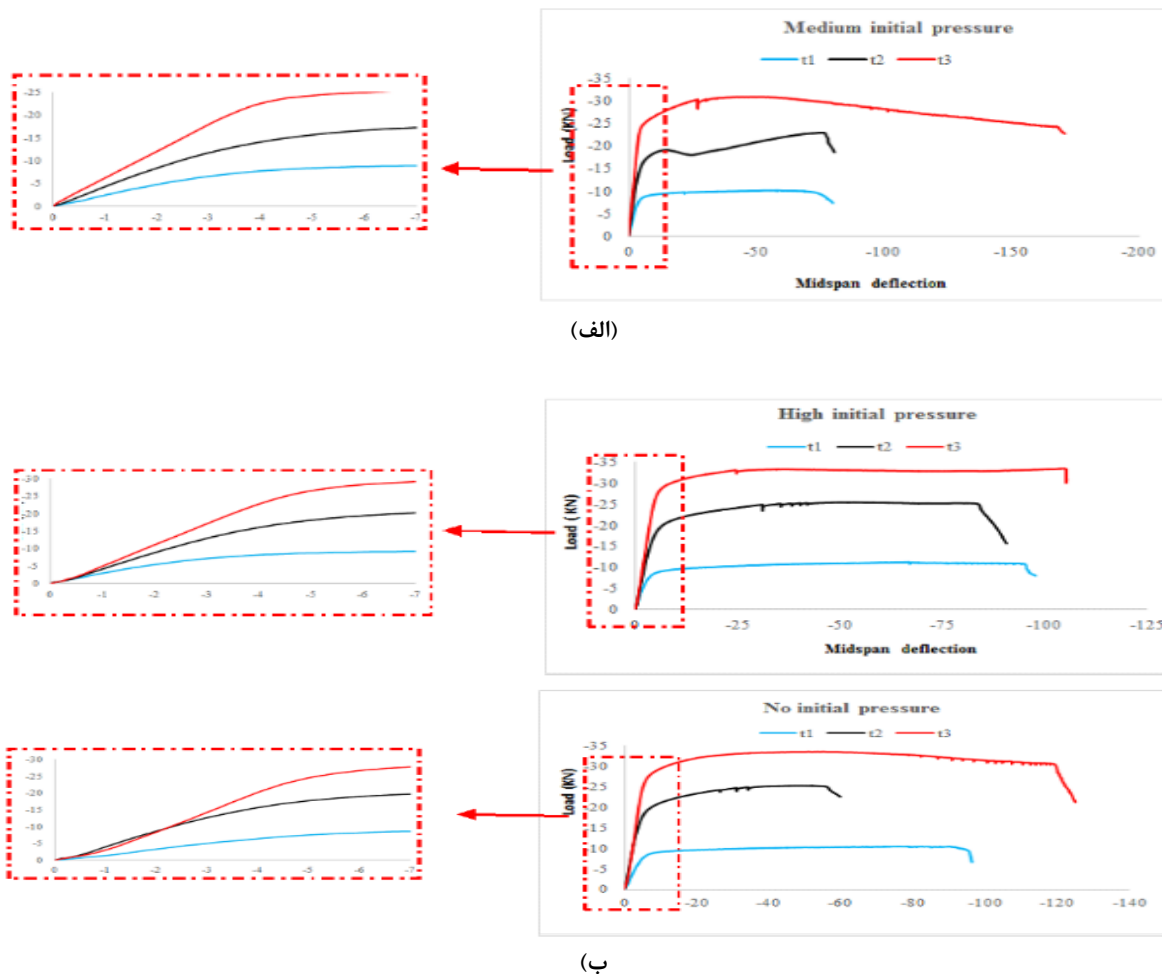 Medium initial pressure
t1 t2 t3
-35
-30
-25
-20
-15
-10
-5
0
Load (KN)
0 -50 -100 -150 -200
Midspan deflection
-25
-20
-15
-10
-5
0
0 -1 -2 -3 -4 -5 -6 -7
(الف)
High initial pressure
t1 t2 t3
-35
-30
-25
-20
-15
-10
-5
0
Load ( KN)
0 -25 -50 -75 -100 -125
Midspan deflection
-30
-25
-20
-15
-10
-5
0
0 -1 -2 -3 -4 -5 -6 -7
No initial pressure
t1 t2 t3
-35
-30
-25
-20
-15
-10
-5
0
Load (KN)
0 -20 -40 -60 -80 -100 -120 -140
Midspan deflection
-30
-25
-20
-15
-10
-5
0
0 -1 -2 -3 -4 -5 -6 -7
ب)